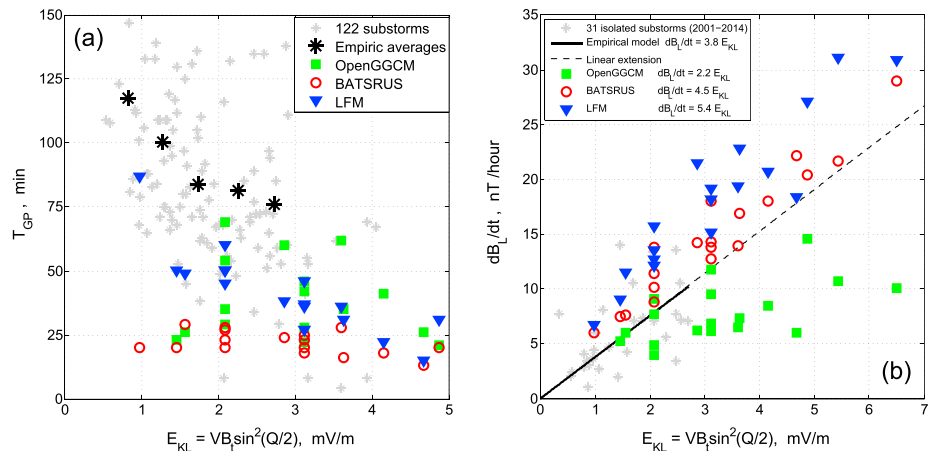 (a)
122 substorms
Empiric averages
OpenGGCM
BATSRUS
LFM
150
125
100
75
50
25
0
T_GP , min
0 1 2 3 4 5
E_KL = VB_t sin^2(Q/2), mV/m
(b)
31 isolated substorms (2001−2014)
Empirical model dB_L/dt = 3.8 E_KL
Linear extension
OpenGGCM dB_L/dt = 2.2 E_KL
BATSRUS dB_L/dt = 4.5 E_KL
LFM dB_L/dt = 5.4 E_KL
35
30
25
20
15
10
5
0
dB_L/dt , nT /hour
0 1 2 3 4 5 6 7
E_KL = VB_t sin^2(Q/2), mV/m